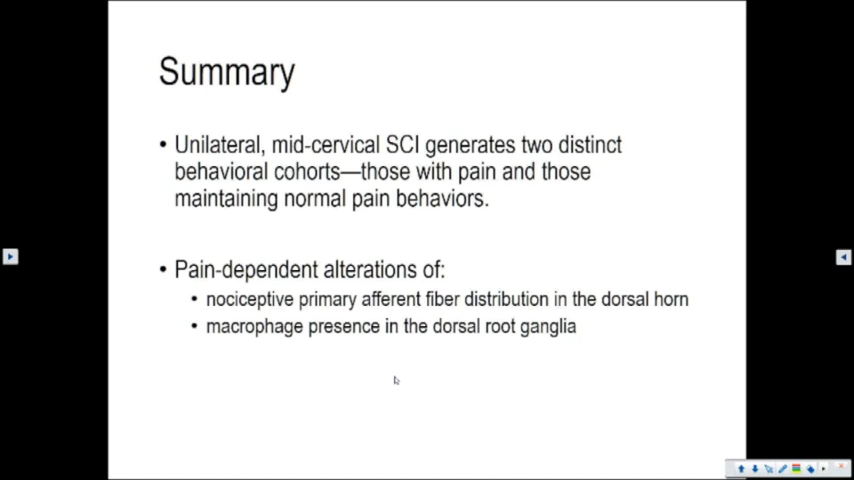 Summary
• Unilateral, mid-cervical SCI generates two distinct
behavioral cohorts—those with pain and those
maintaining normal pain behaviors.
• Pain-dependent alterations of:
• nociceptive primary afferent fiber distribution in the dorsal horn
• macrophage presence in the dorsal root ganglia